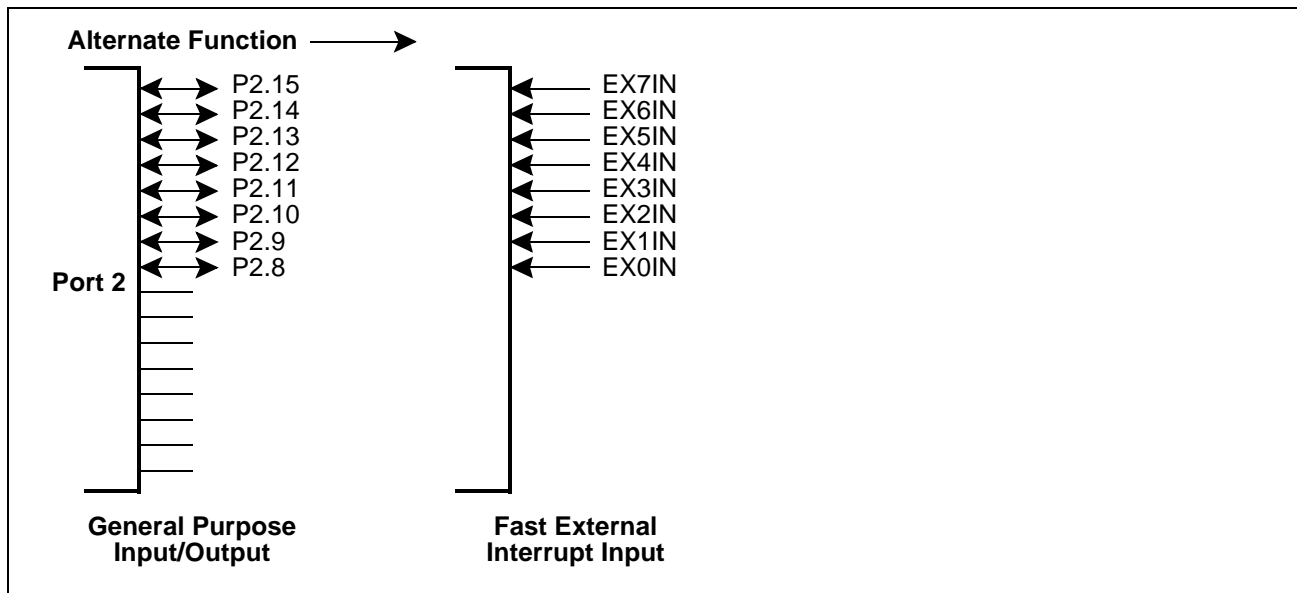 Alternate Function
P2.15
P2.14
P2.13
P2.12
P2.11
P2.10
P2.9
P2.8
Port 2
General Purpose
Input/Output
EX7IN
EX6IN
EX5IN
EX4IN
EX3IN
EX2IN
EX1IN
EX0IN
Fast External
Interrupt Input